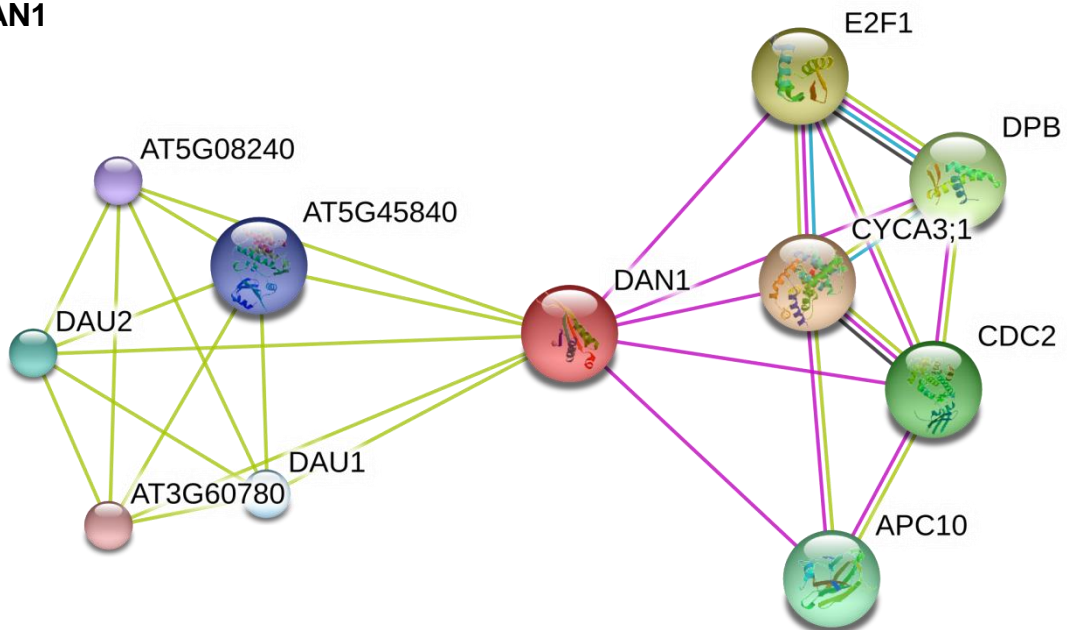 AN1
E2F1
DPB
AT5G08240
AT5G45840
CYCA3;1
DAN1
DAU2
CDC2
DAU1
AT3G60780
APC10